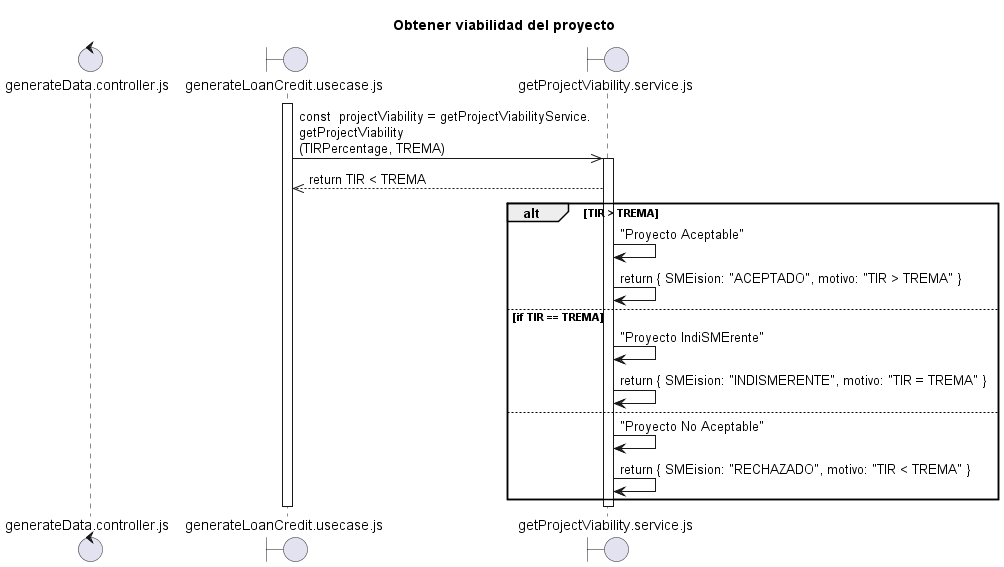 Obtener viabilidad del proyecto
generateData.controller.js
generateLoanCredit.usecase.js
getProjectViability.service.js
const  projectViability = getProjectViabilityService.
getProjectViability
(TIRPercentage, TREMA)
return TIR < TREMA
alt
[TIR > TREMA]
"Proyecto Aceptable"
return { SMEision: "ACEPTADO", motivo: "TIR > TREMA" }
[if TIR == TREMA]
"Proyecto IndiSMErente"
return { SMEision: "INDISMERENTE", motivo: "TIR = TREMA" }
"Proyecto No Aceptable"
return { SMEision: "RECHAZADO", motivo: "TIR < TREMA" }
generateData.controller.js
generateLoanCredit.usecase.js
getProjectViability.service.js